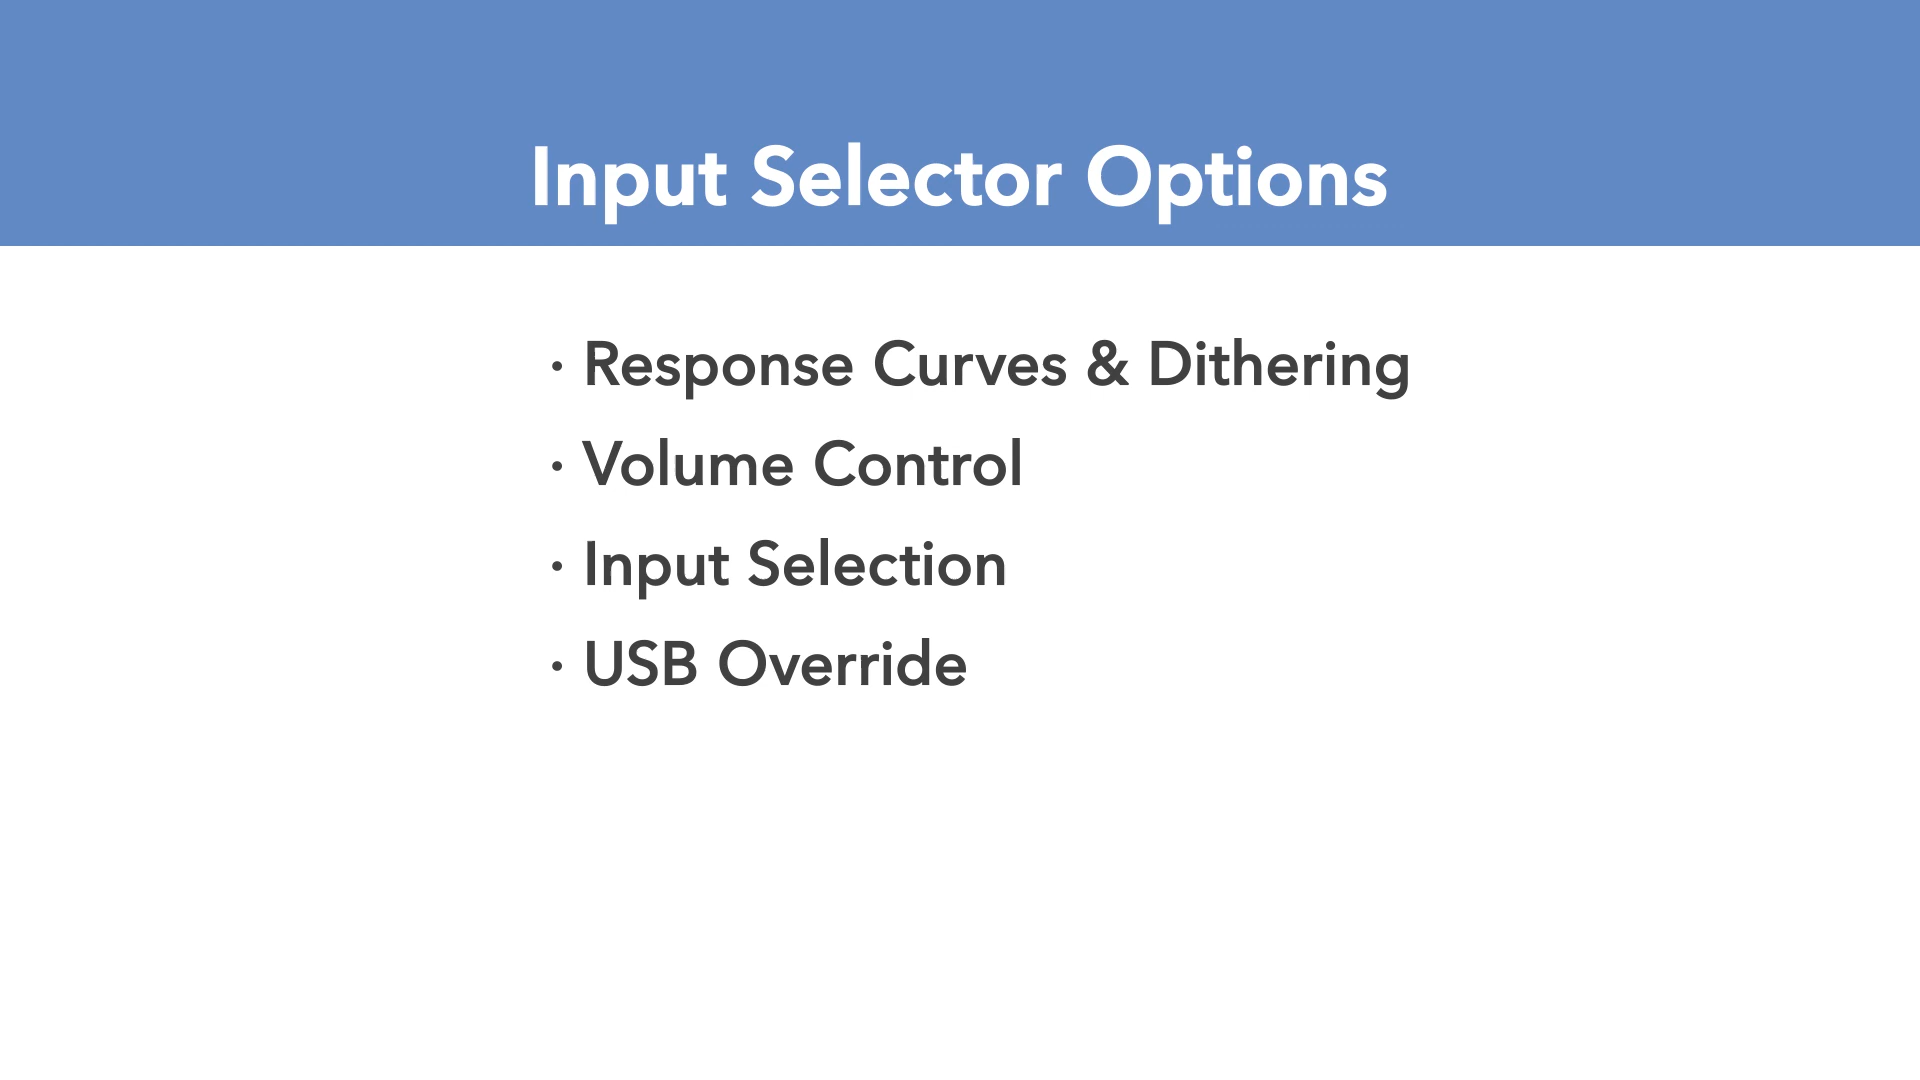 Input Selector Options
· Response Curves & Dithering
· Volume Control
· Input Selection
· USB Override